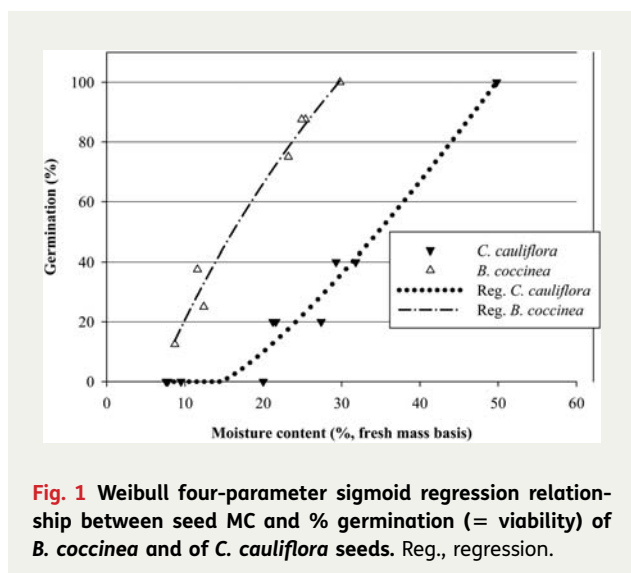 100
80
60
40
20
0
Germination (%)
C. cauliflora
B. coccinea
Reg. C. cauliflora
Reg. B. coccinea
0 10 20 30 40 50 60
Moisture content (%, fresh mass basis)
Fig. 1 Weibull four-parameter sigmoid regression relation-
ship between seed MC and % germination (= viability) of
B. coccinea and of C. cauliflora seeds. Reg., regression.